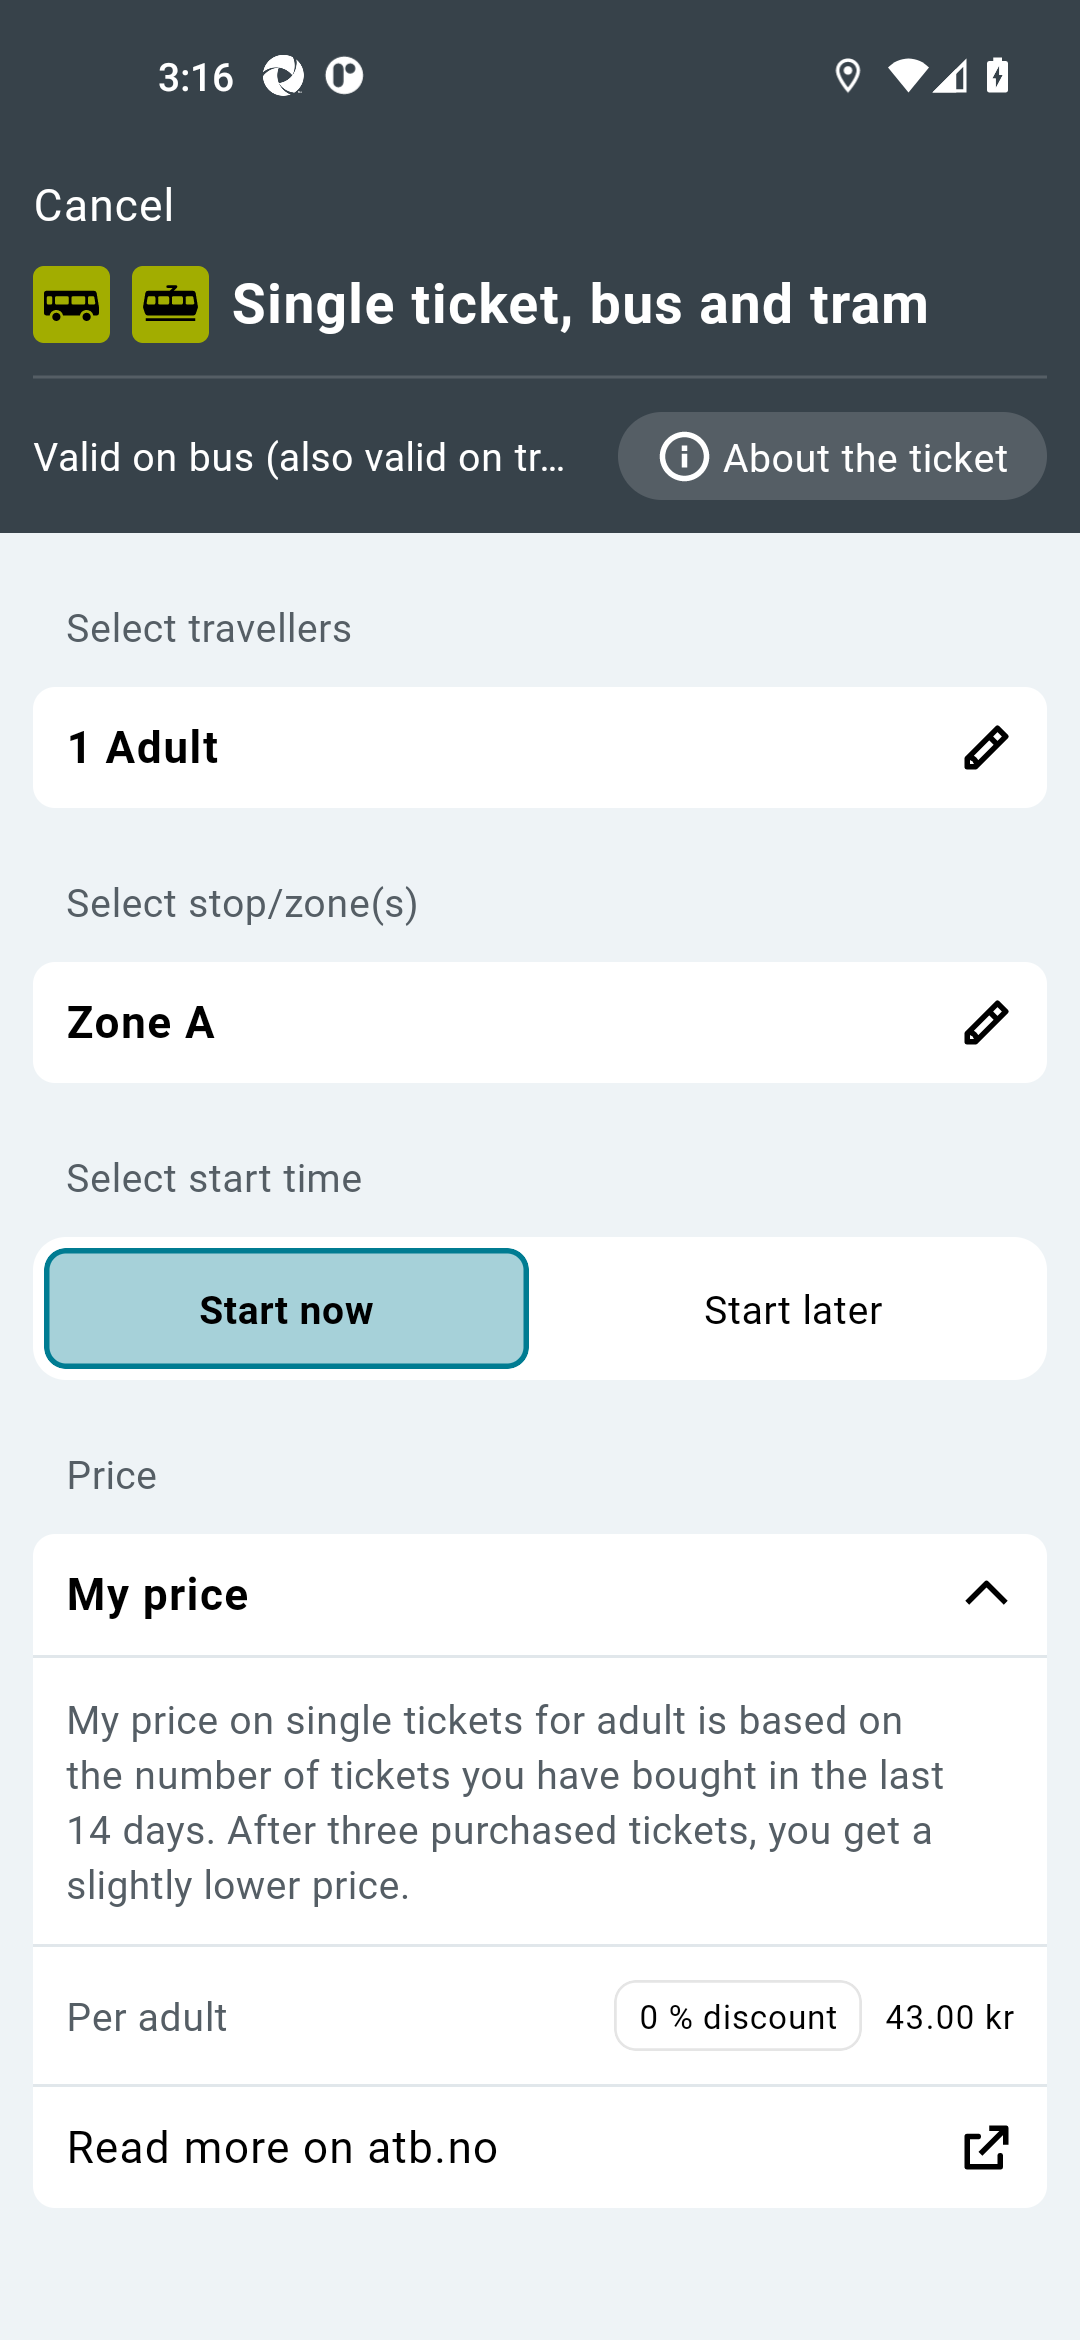 3:16
Cancel
Single ticket, bus and tram
Valid on bus (also valid on tr...
About the ticket
Select travellers
1 Adult
Select stop/zone(s)
Zone A
Select start time
Start now
Start later
Price
My price
My price on single tickets for adult is based on
the number of tickets you have bought in the last
14 days. After three purchased tickets, you get a
slightly lower price.
Per adult
0 % discount
43.00 kr
Read more on atb.no